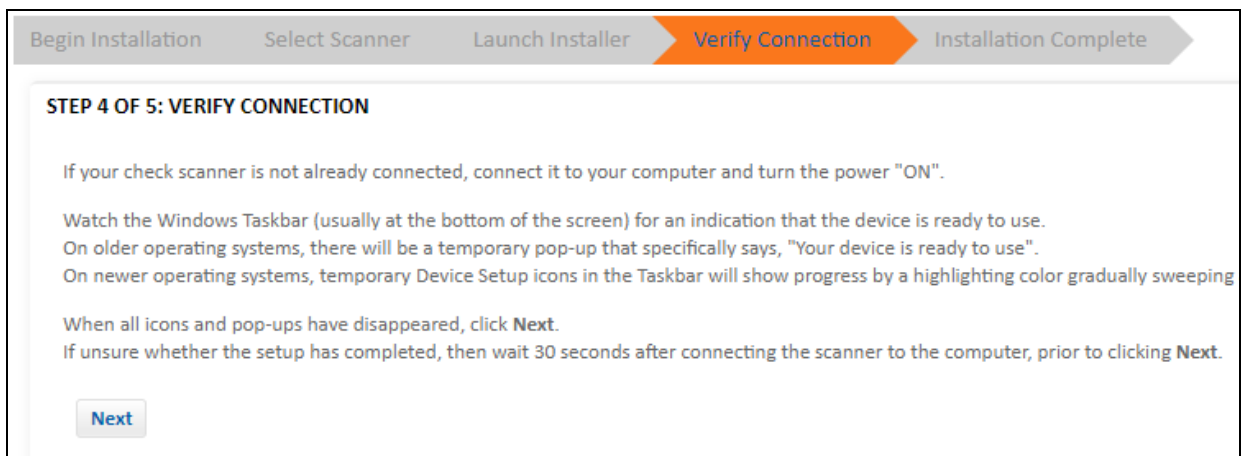 Begin Installation Select Scanner Launch Installer Verify Connection Installation Complete
STEP 4 OF 5: VERIFY CONNECTION
If your check scanner is not already connected, connect it to your computer and turn the power "ON".
Watch the Windows Taskbar (usually at the bottom of the screen) for an indication that the device is ready to use.
On older operating systems, there will be a temporary pop-up that specifically says, "Your device is ready to use".
On newer operating systems, temporary Device Setup icons in the Taskbar will show progress by a highlighting color gradually sweeping
When all icons and pop-ups have disappeared, click Next.
If unsure whether the setup has completed, then wait 30 seconds after connecting the scanner to the computer, prior to clicking Next.
Next